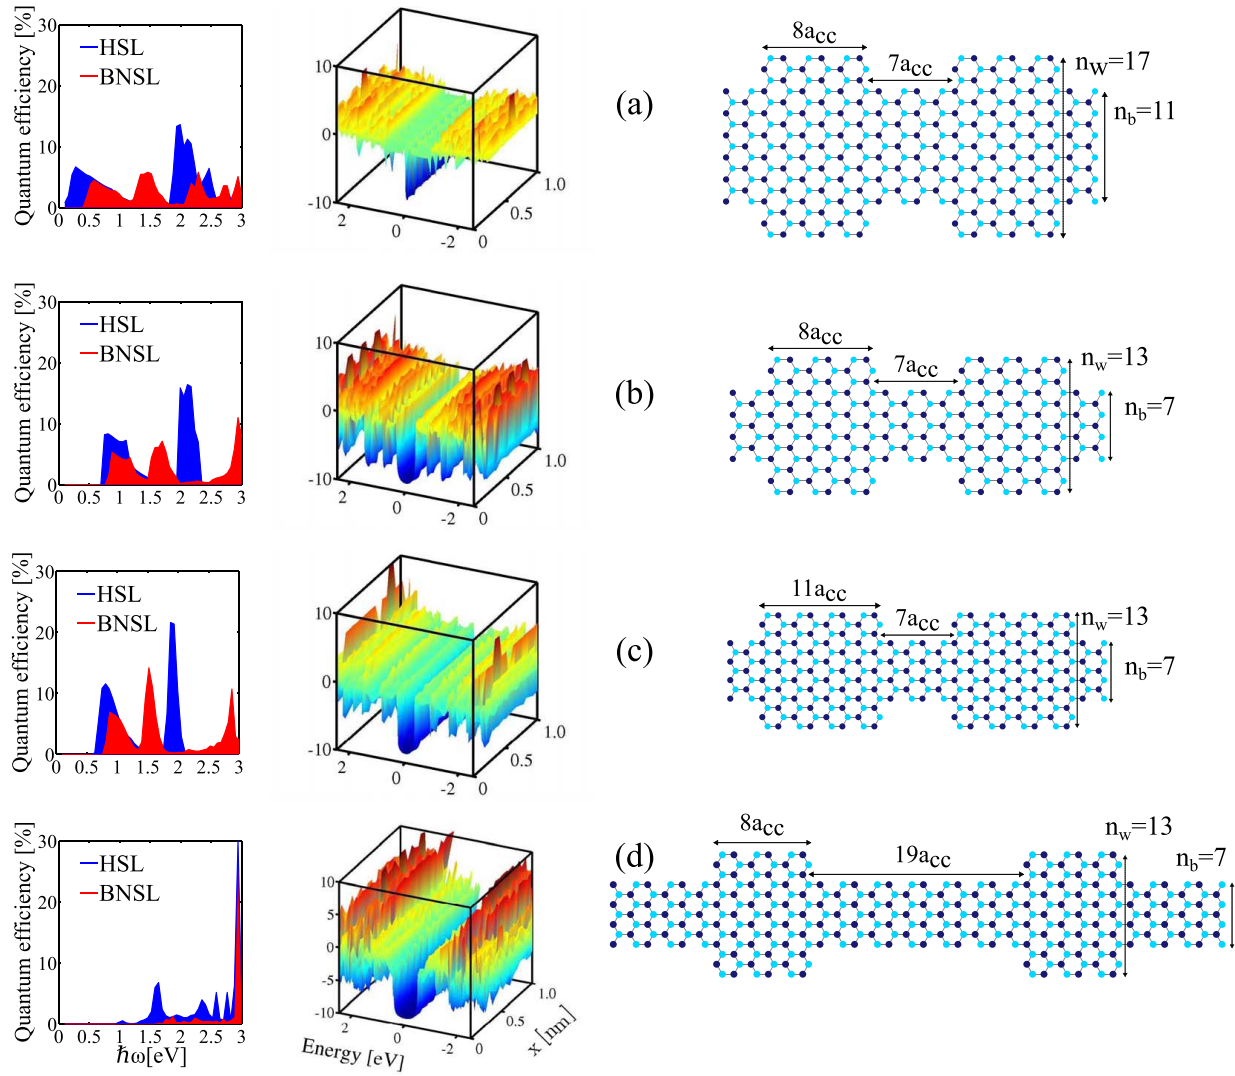 Quantum efficiency [%]
30
20
10
0
HSL
BNSL
0 0.5 1 1.5 2 2.5 3
10
0
-10
2 0 -2
0 0.5 1.0
(a)
8acc
7acc
nw=17
nb=11
Quantum efficiency [%]
30
20
10
0
HSL
BNSL
0 0.5 1 1.5 2 2.5 3
10
0
-10
2 0 -2
0 0.5 1.0
(b)
8acc
7acc
nw=13
nb=7
Quantum efficiency [%]
30
20
10
0
HSL
BNSL
0 0.5 1 1.5 2 2.5 3
10
0
-10
2 0 -2
0 0.5 1.0
(c)
11acc
7acc
nw=13
nb=7
Quantum efficiency [%]
30
20
10
0
HSL
BNSL
0 0.5 1 1.5 2 2.5 3
ħω[eV]
10
5
0
-5
-10
2 0 -2
Energy [eV]
0 0.5 1.0
x [nm]
(d)
8acc
19acc
nw=13
nb=7